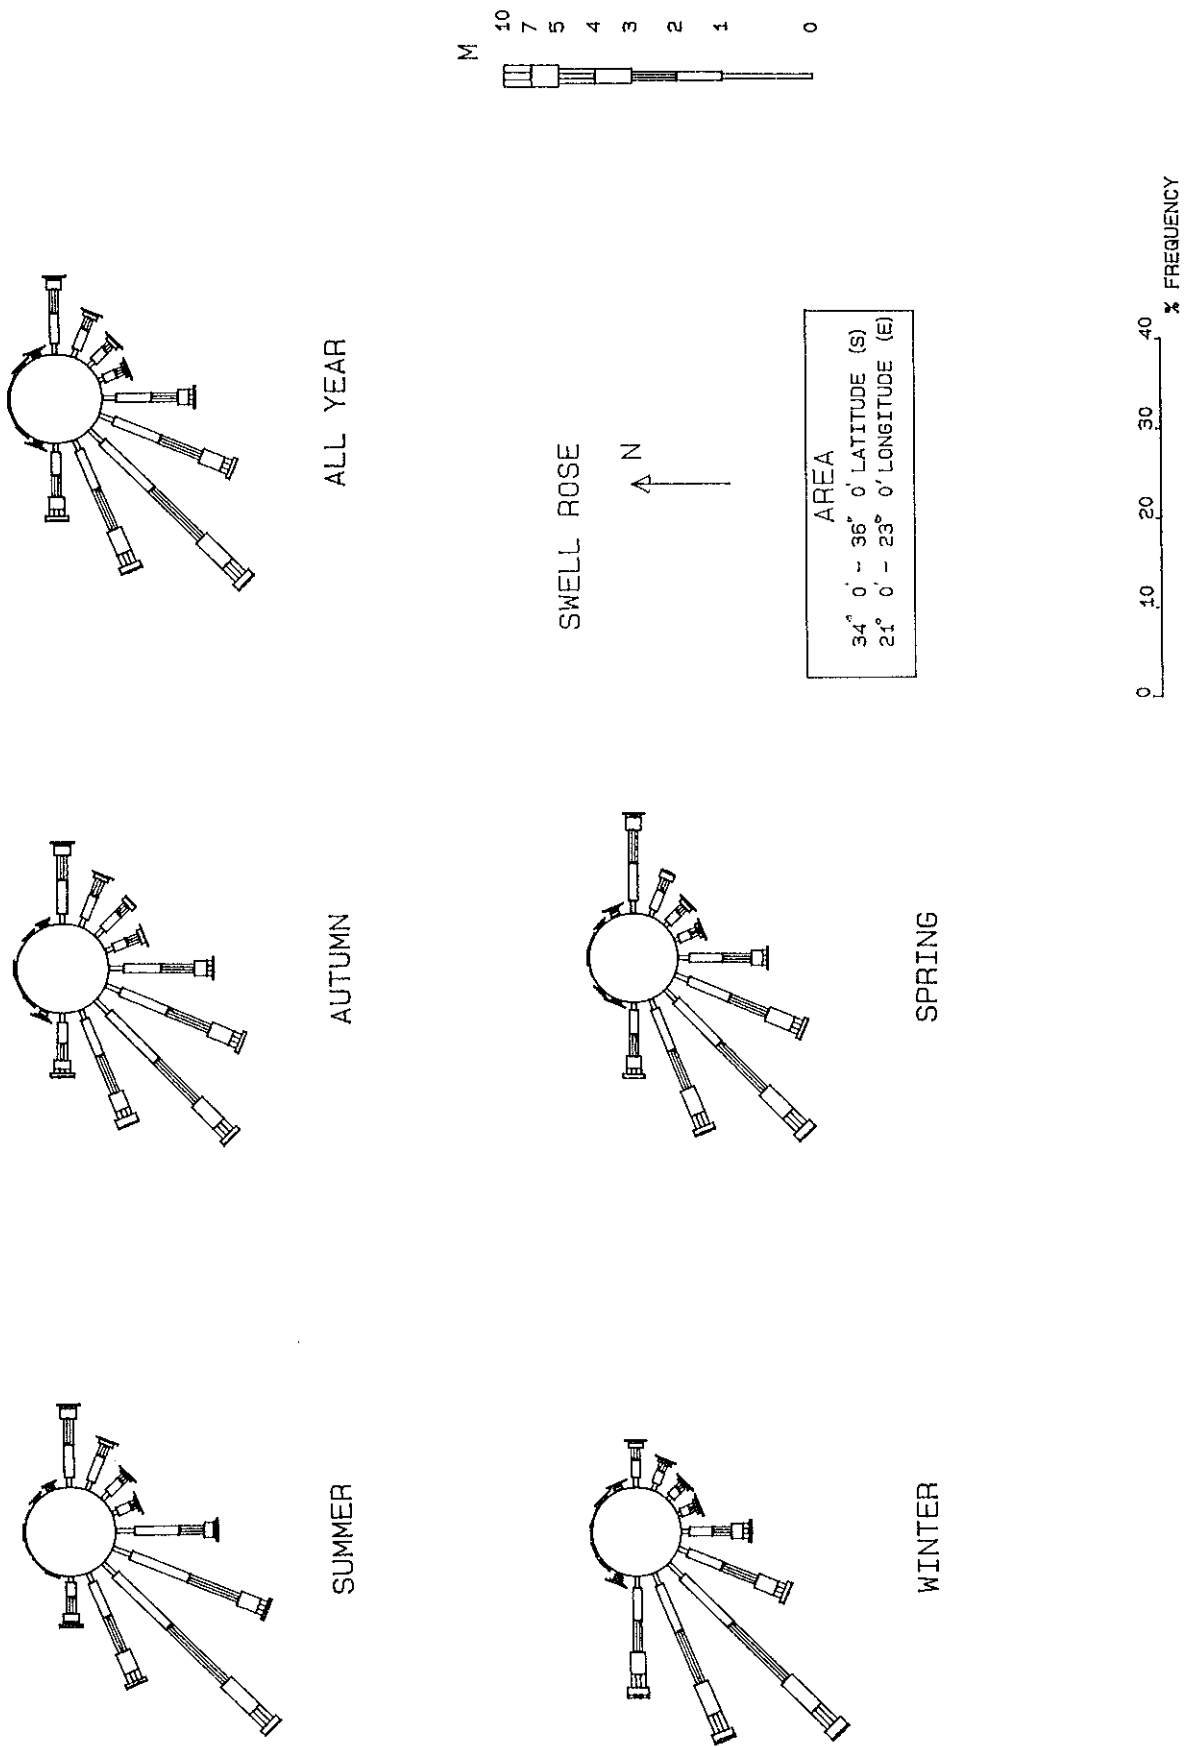 SUMMER
AUTUMN
ALL YEAR
WINTER
SPRING
SWELL ROSE
N
AREA
34° 0' - 36° 0' LATITUDE (S)
21° 0' - 23° 0' LONGITUDE (E)
M
10
7
5
4
3
2
1
0
0 10 20 30 40
% FREQUENCY